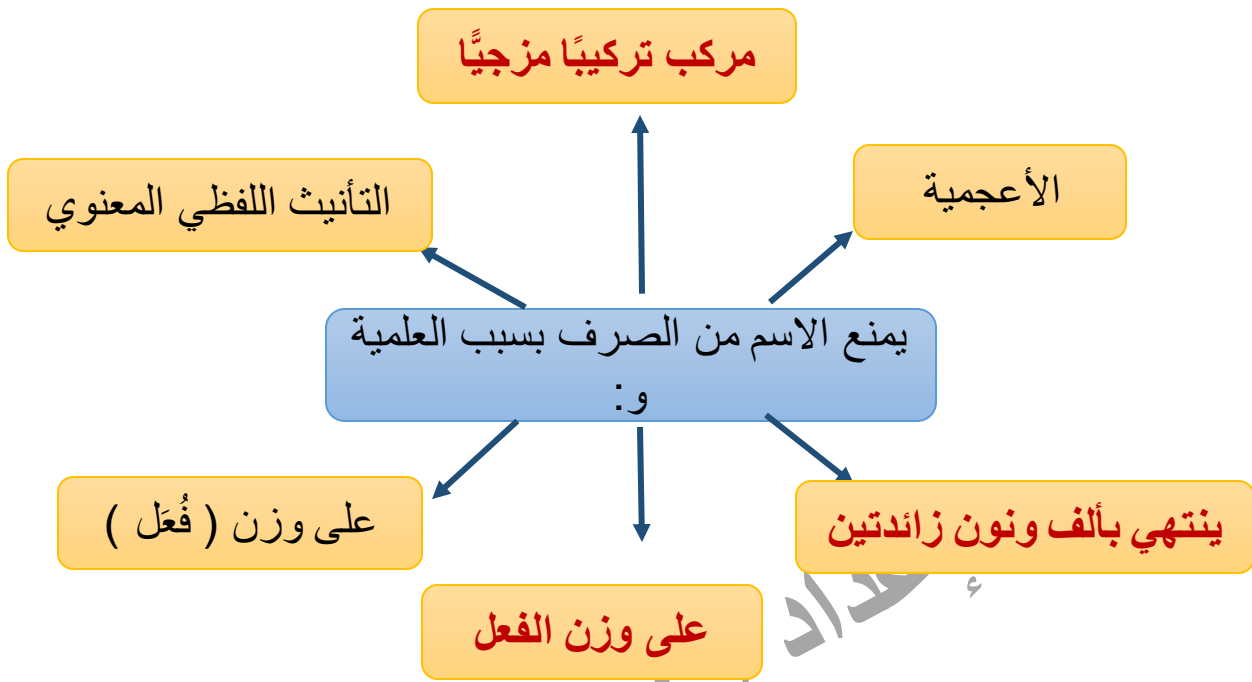 مركب تركيبًا مزجيًّا
الأعجمية
التأنيث اللفظي المعنوي
يمنع الاسم من الصرف بسبب العلمية
و:
على وزن ( فُعَل )
ينتهي بألف ونون زائدتين
على وزن الفعل
إعداد